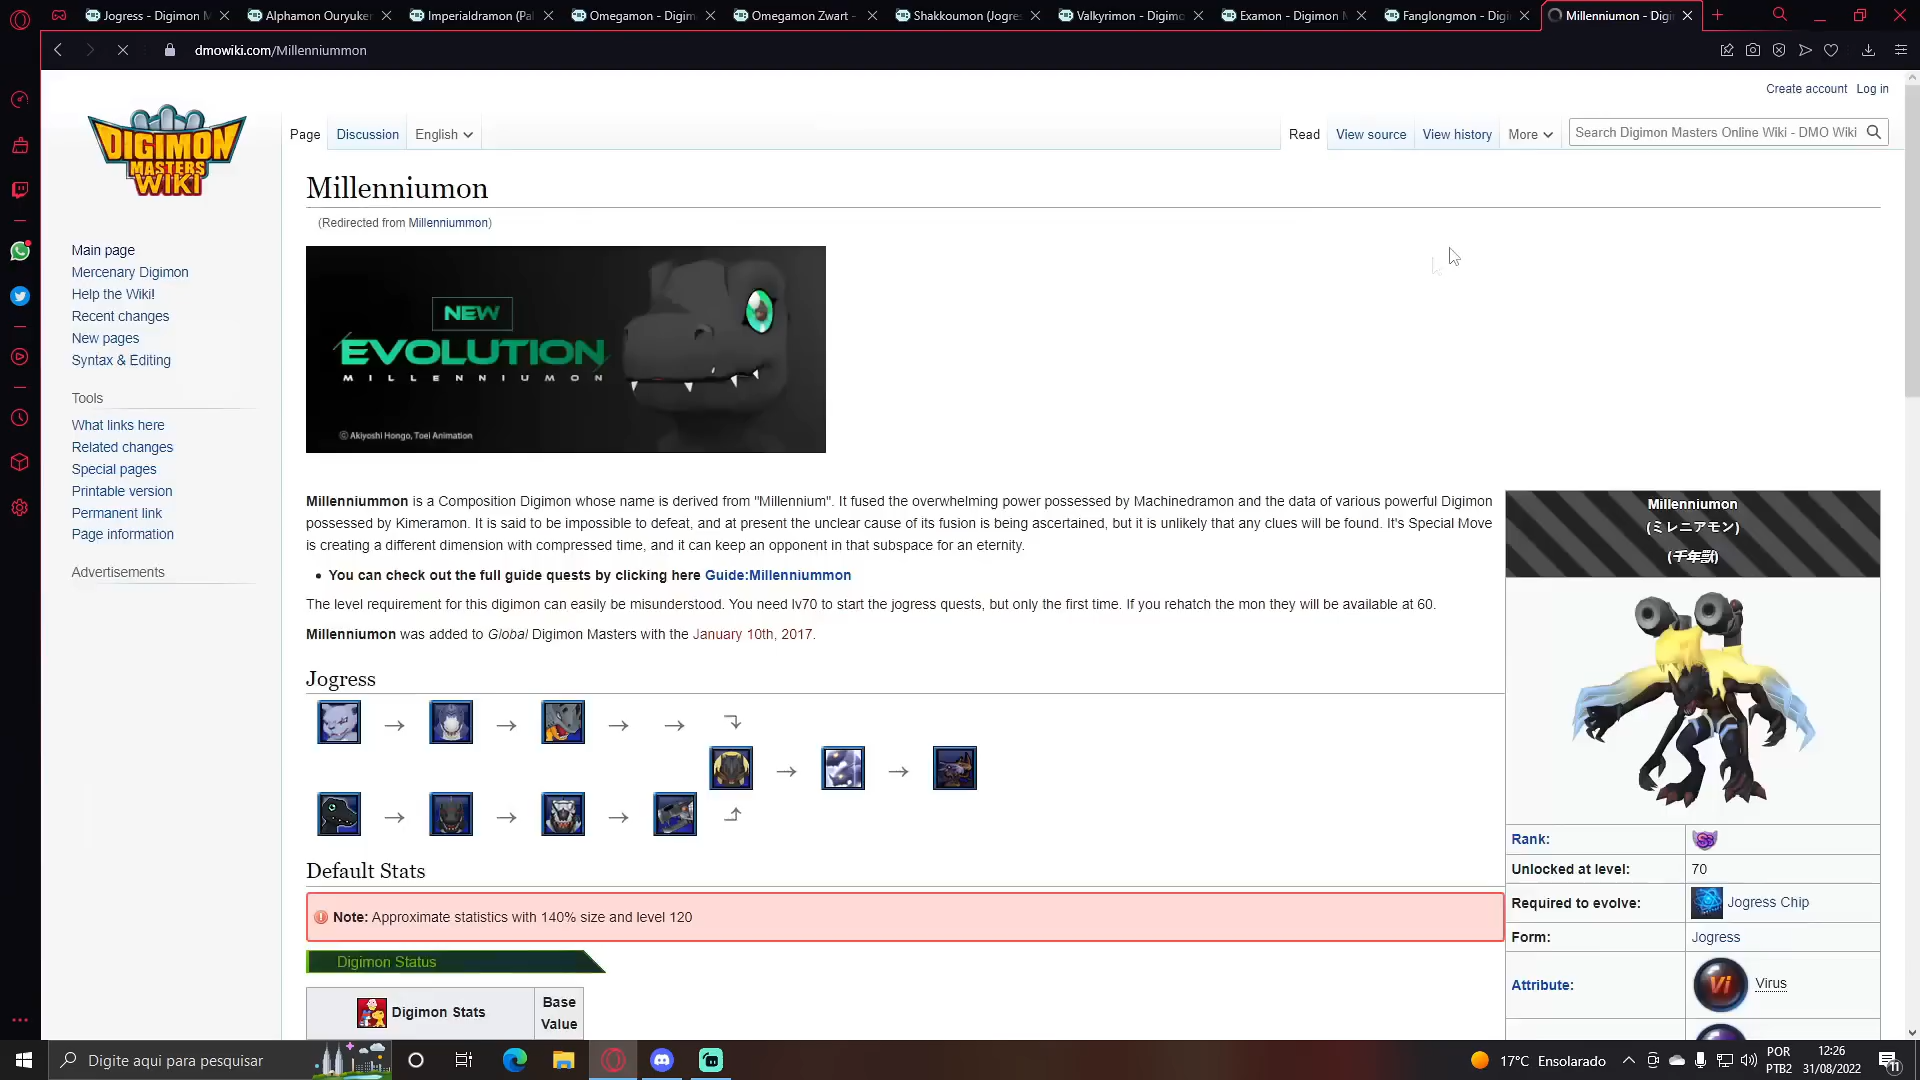 Jogress - Digimon M
Alphamon Ouryuken
Imperialdramon (Pal
Omegamon - Digim
Omegamon Zwart -
Shakkoumon (Jogres
Valkyrimon - Digimo
Examon - Digimon M
Fanglongmon - Digi
Millenniumon - Digi
dmowiki.com/Millenniummon
Create account Log in
DIGIMON
MASTERS
WIKI
Page Discussion English
Read View source View history More Search Digimon Masters Online Wiki - DMO Wiki
Millenniumon
(Redirected from Millenniummon)
Main page
Mercenary Digimon
Help the Wiki!
Recent changes
New pages
Syntax & Editing
Tools
What links here
Related changes
Special pages
Printable version
Permanent link
Page information
Advertisements
NEW
EVOLUTION
MILLENNIUMON
© Akiyoshi Hongo, Toei Animation
Millenniummon is a Composition Digimon whose name is derived from "Millennium". It fused the overwhelming power possessed by Machinedramon and the data of various powerful Digimon
possessed by Kimeramon. It is said to be impossible to defeat, and at present the unclear cause of its fusion is being ascertained, but it is unlikely that any clues will be found. It's Special Move
is creating a different dimension with compressed time, and it can keep an opponent in that subspace for an eternity.
• You can check out the full guide quests by clicking here Guide:Millenniummon
The level requirement for this digimon can easily be misunderstood. You need lv70 to start the jogress quests, but only the first time. If you rehatch the mon they will be available at 60.
Millenniumon was added to Global Digimon Masters with the January 10th, 2017.
Jogress
Default Stats
Note: Approximate statistics with 140% size and level 120
Digimon Status
Digimon Stats
Base
Value
Millenniumon
(ミレニアモン)
(千年獸)
Rank: SS
Unlocked at level: 70
Required to evolve: Jogress Chip
Form: Jogress
Attribute: Vi Virus
Digite aqui para pesquisar
17°C Ensolarado
POR
PTB2
12:26
31/08/2022
11